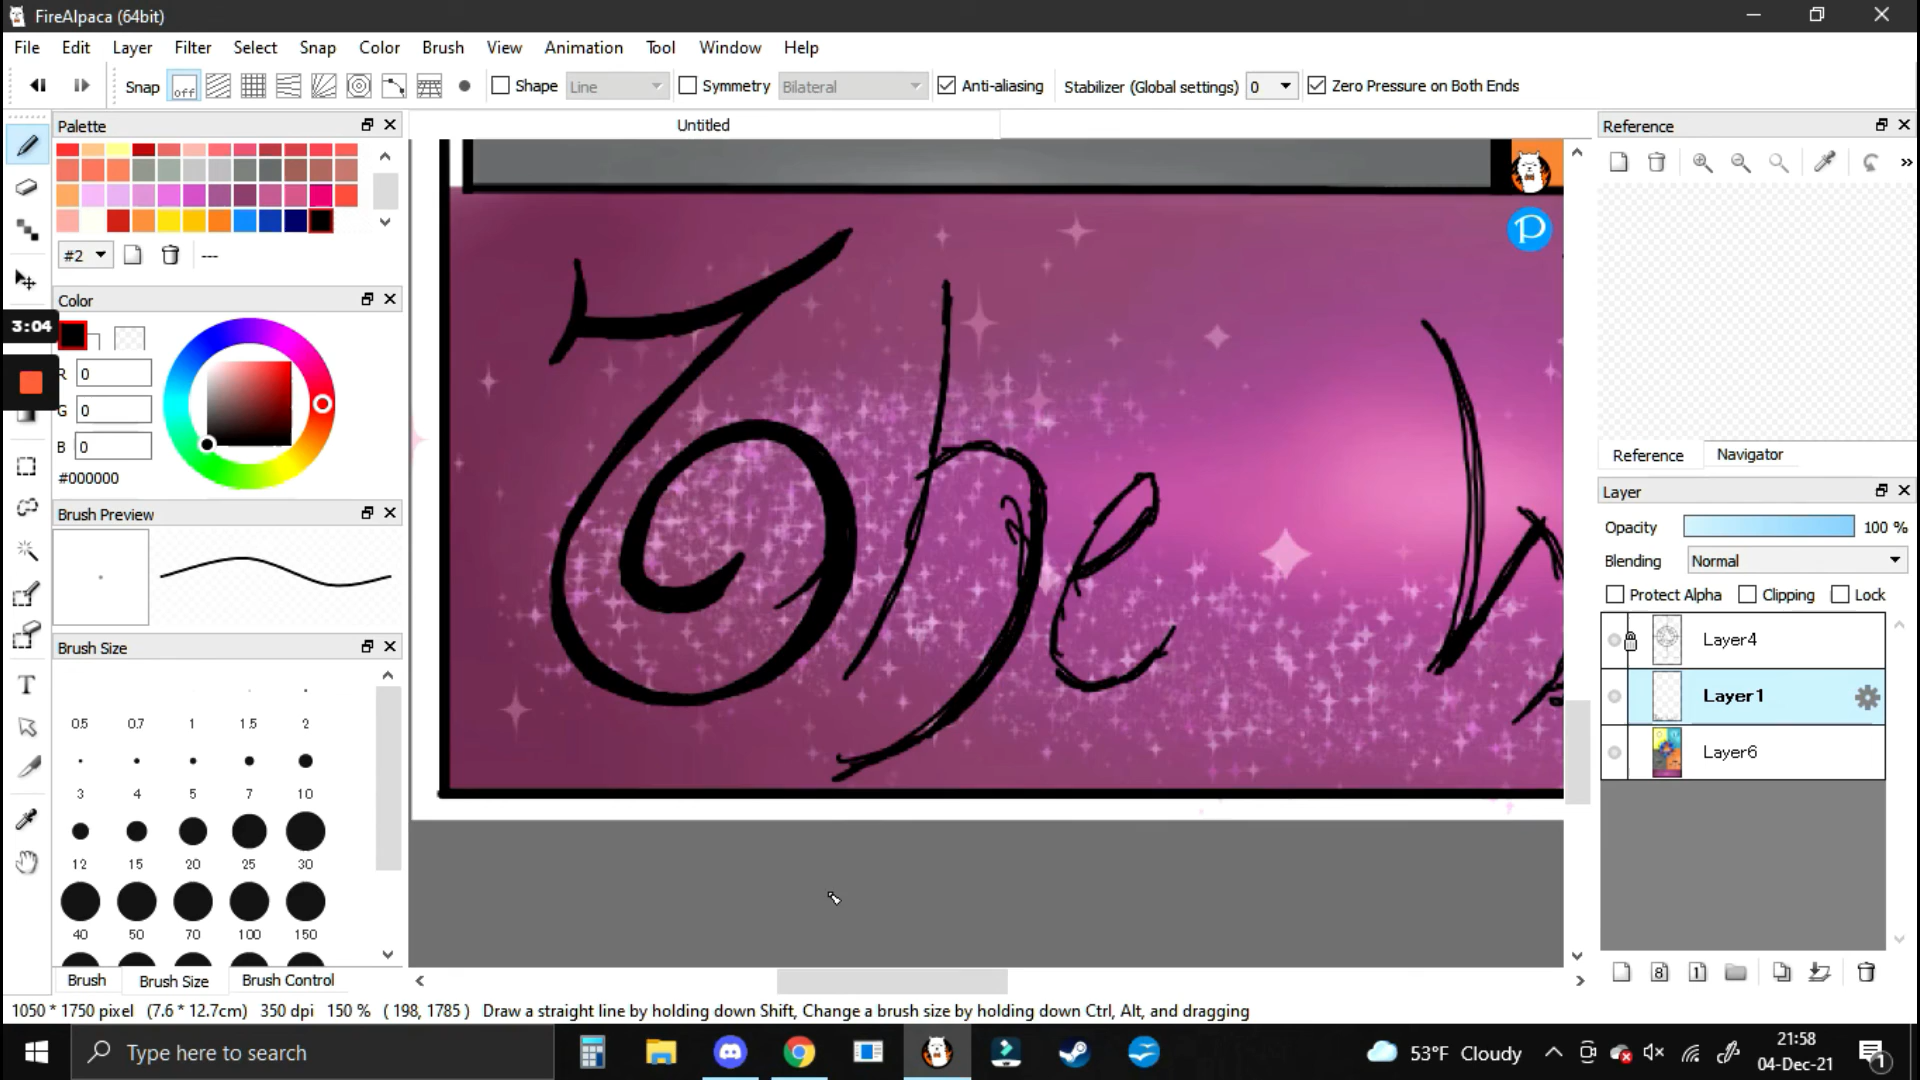 FireAlpaca (64bit)
File Edit Layer Filter Select Snap Color Brush View Animation Tool Window Help
Snap off Shape Line Symmetry Bilateral Anti-aliasing Stabilizer (Global settings) 0 Zero Pressure on Both Ends
Palette
Untitled
Reference
#2 ---
Color
3:04
R 0
G 0
B 0
#000000
Brush Preview
The
P
Reference Navigator
Layer
Opacity 100 %
Blending Normal
Protect Alpha Clipping Lock
Layer4
Layer1
Layer6
Brush Size
0.5 0.7 1 1.5 2
3 4 5 7 10
12 15 20 25 30
40 50 70 100 150
Brush Brush Size Brush Control
8 1
1050 * 1750 pixel (7.6 * 12.7cm) 350 dpi 150 % ( 198, 1785 ) Draw a straight line by holding down Shift, Change a brush size by holding down Ctrl, Alt, and dragging
Type here to search
53°F Cloudy
21:58
04-Dec-21
1